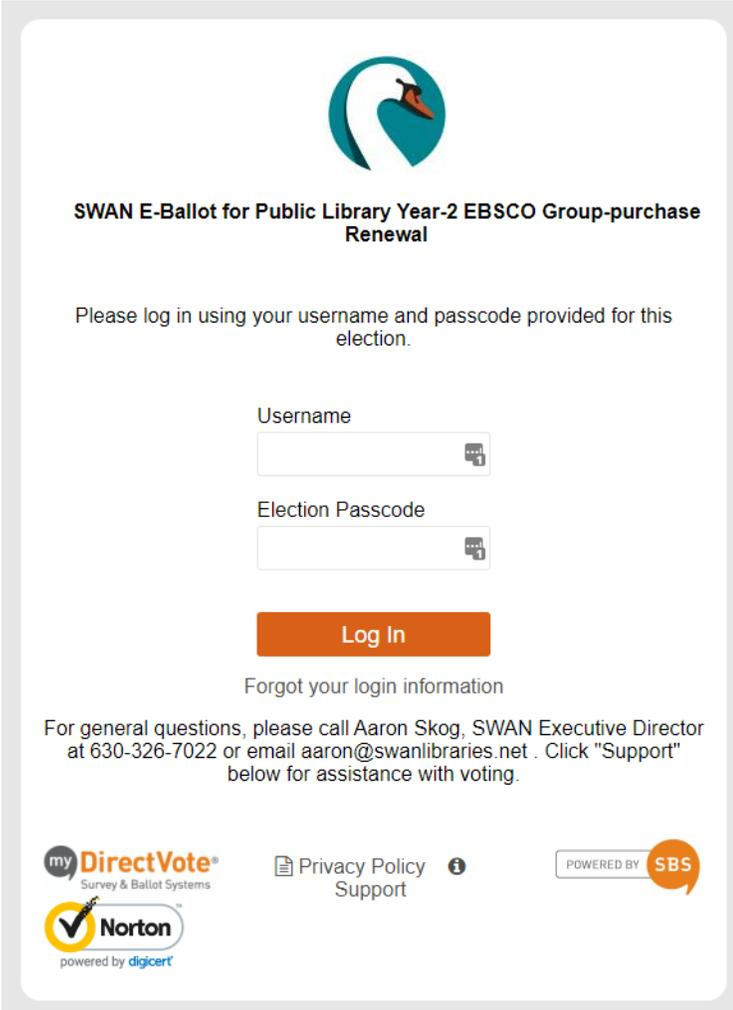 SWAN E-Ballot for Public Library Year-2 EBSCO Group-purchase
Renewal
Please log in using your username and passcode provided for this
election.
Username
1
Election Passcode
1
Log In
Forgot your login information
For general questions, please call Aaron Skog, SWAN Executive Director
at 630-326-7022 or email aaron@swanlibraries.net . Click "Support"
below for assistance with voting.
my DirectVote®
Survey & Ballot Systems
Privacy Policy
Support
POWERED BY SBS
Norton™
powered by digicert®